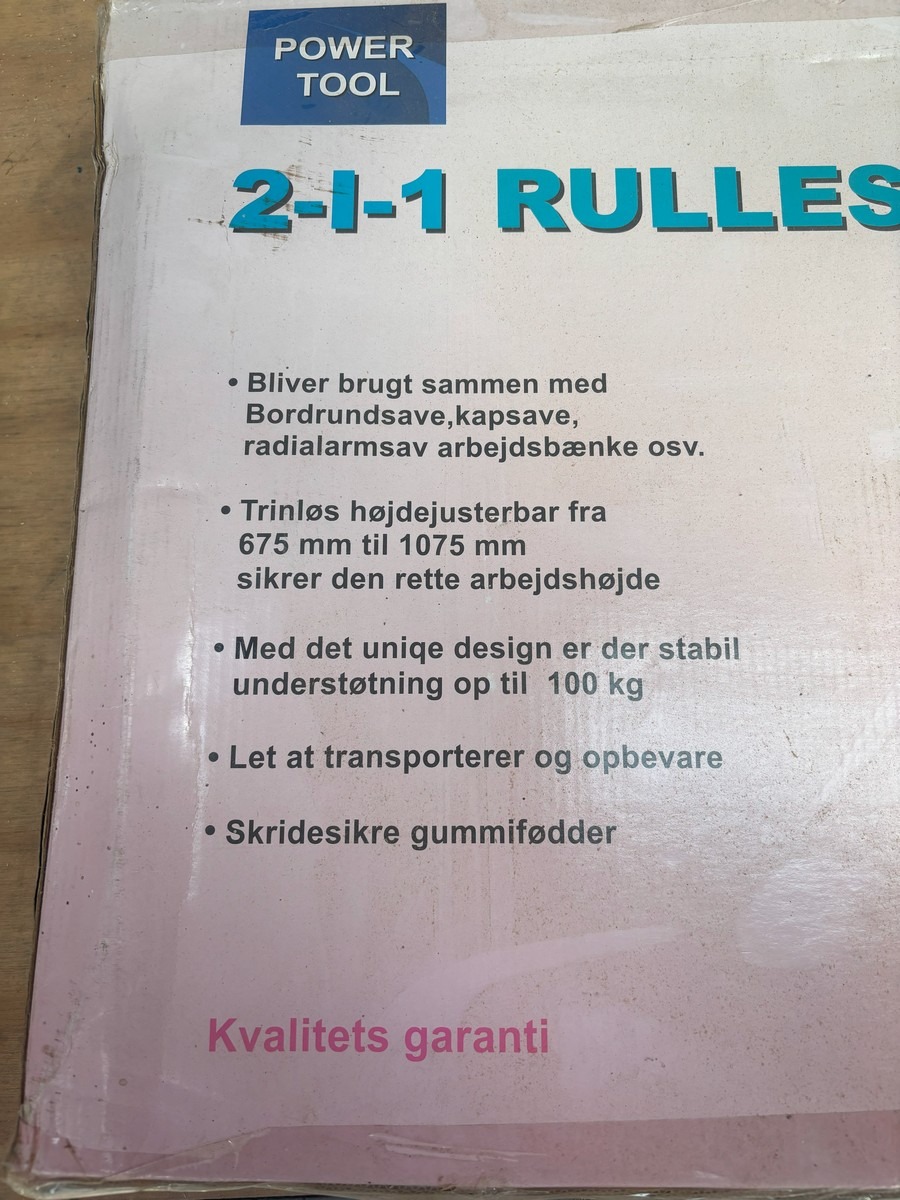 POWER
TOOL
2-I-1 RULLES
• Bliver brugt sammen med
Bordrundsave,kapsave,
radialarmsav arbejdsbænke osv.
• Trinløs højdejusterbar fra
675 mm til 1075 mm
sikrer den rette arbejdshøjde
• Med det uniqe design er der stabil
understøtning op til 100 kg
• Let at transporterer og opbevare
• Skridesikre gummifødder
Kvalitets garanti